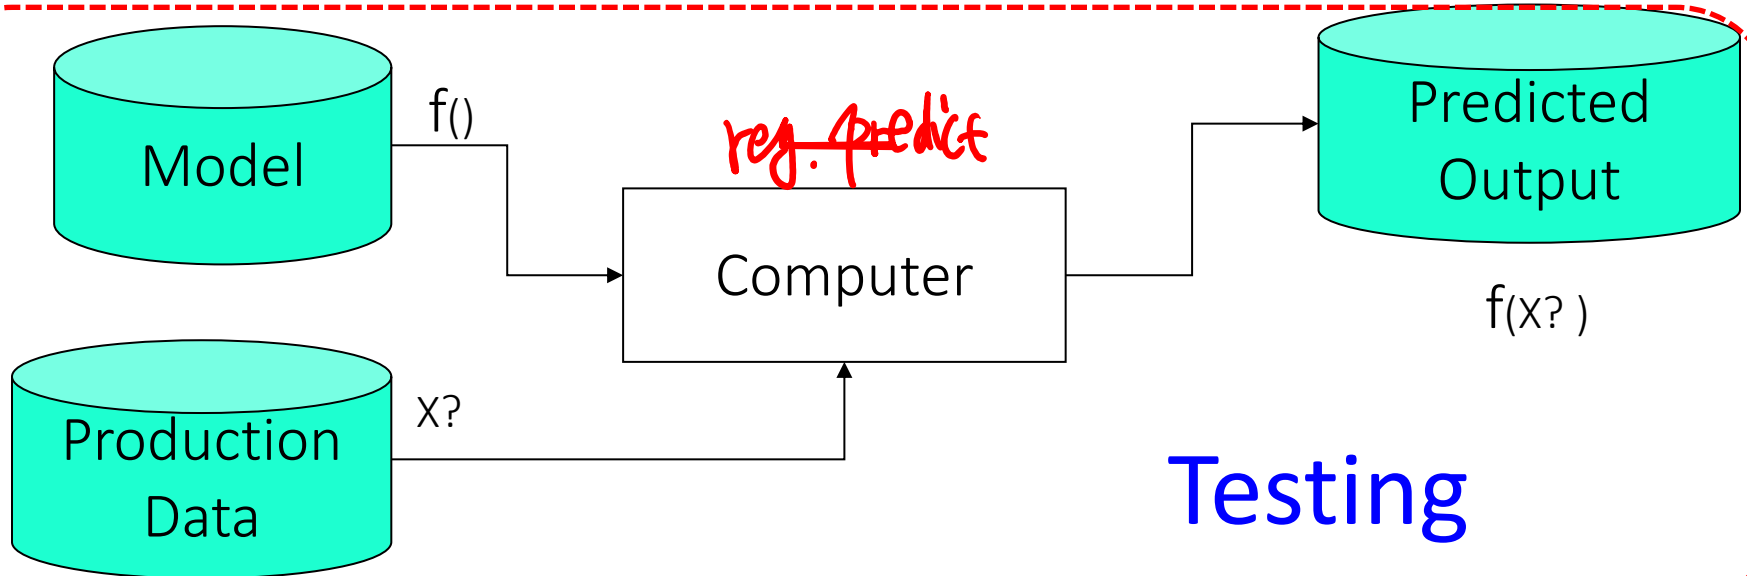 f()
Model
reg.predict
Predicted
Output
Computer
f(X? )
X?
Production
Data
Testing